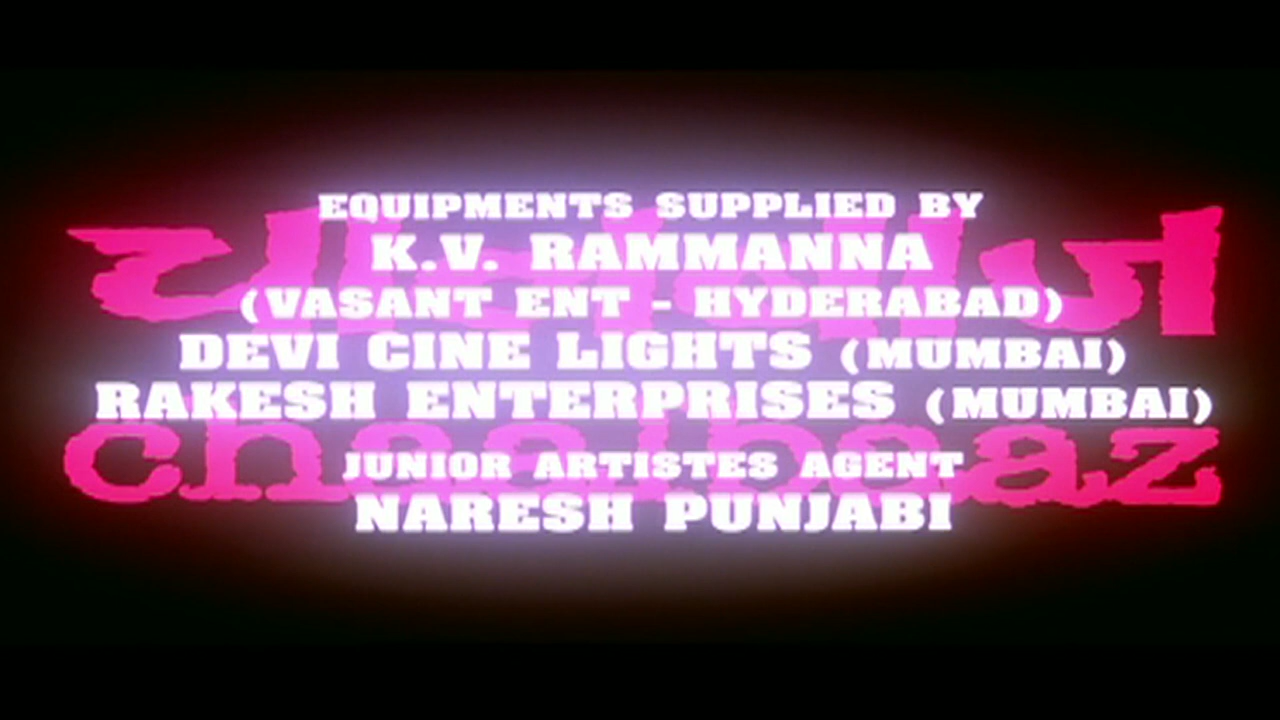 EQUIPMENTS SUPPLIED BY
K.V. RAMMANNA
(VASANT ENT - HYDERABAD)
DEVI CINE LIGHTS (MUMBAI)
RAKESH ENTERPRISES (MUMBAI)
chaalbaaz
JUNIOR ARTISTES AGENT
NARESH PUNJABI